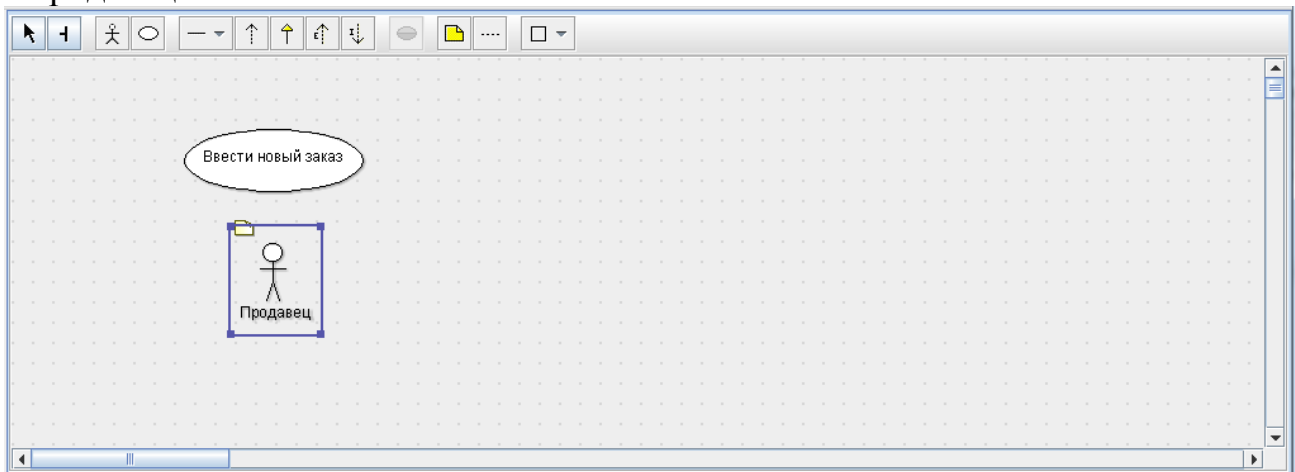 Ввести новый заказ
Продавец